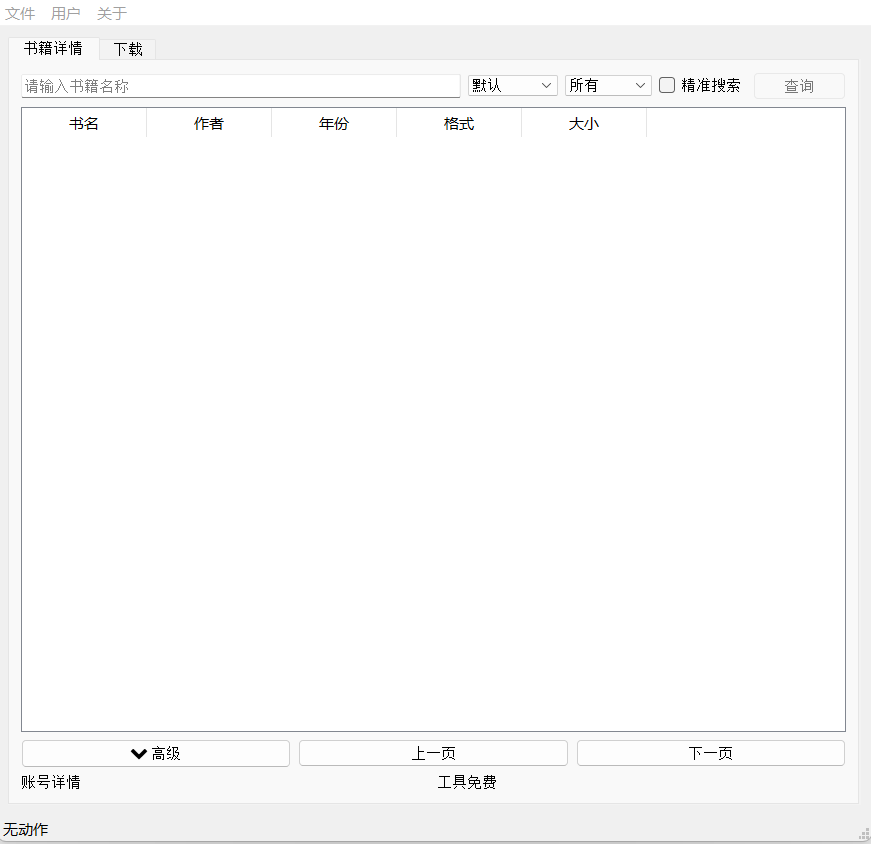 文件 用户 关于
书籍详情 下载
请输入书籍名称 默认 所有 精准搜索 查询
书名 作者 年份 格式 大小
高级 上一页 下一页
账号详情 工具免费
无动作